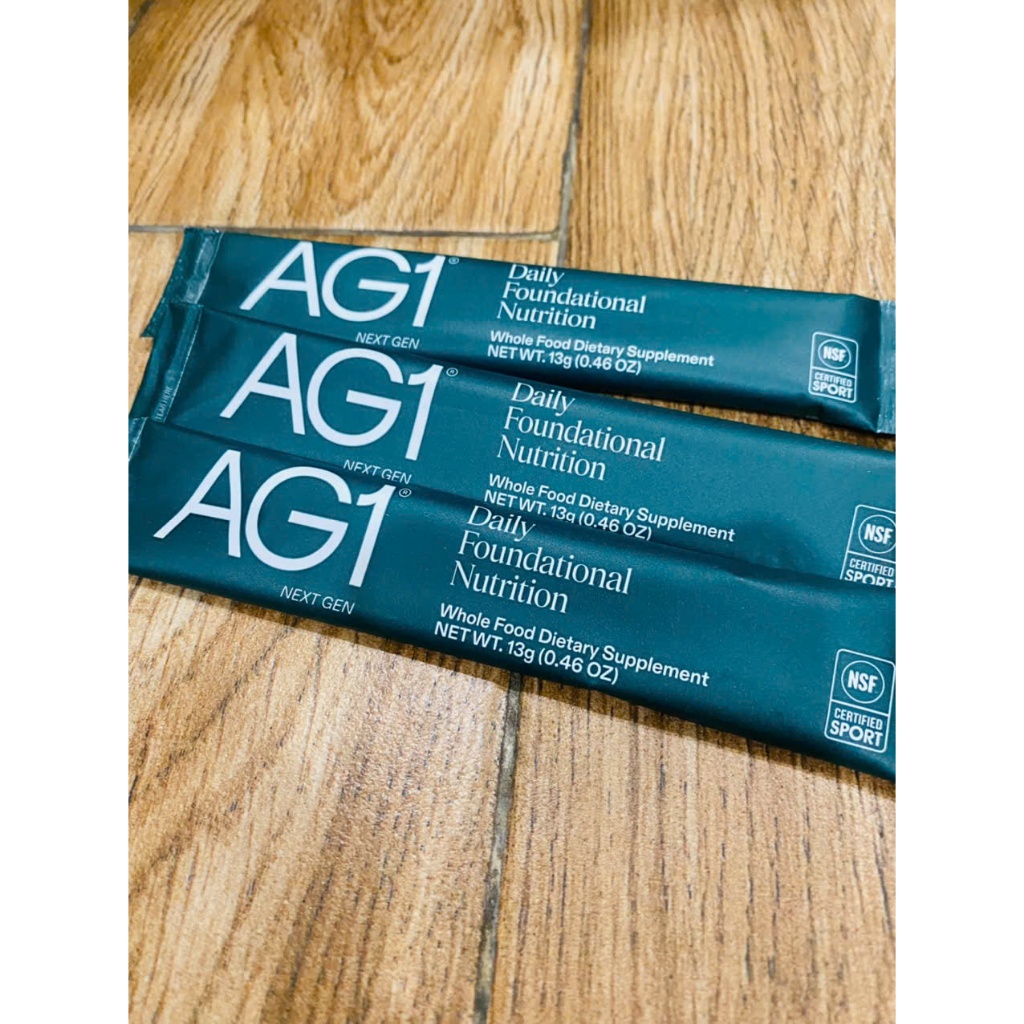 AG1®
NEXT GEN
Daily
Foundational
Nutrition
Whole Food Dietary Supplement
NET WT. 13g (0.46 OZ)
NSF
CERTIFIED
SPORT
AG1®
NEXT GEN
Daily
Foundational
Nutrition
Whole Food Dietary Supplement
NET WT. 13g (0.46 OZ)
NSF
CERTIFIED
SPORT
AG1®
NEXT GEN
Daily
Foundational
Nutrition
Whole Food Dietary Supplement
NET WT. 13g (0.46 OZ)
NSF
CERTIFIED
SPORT